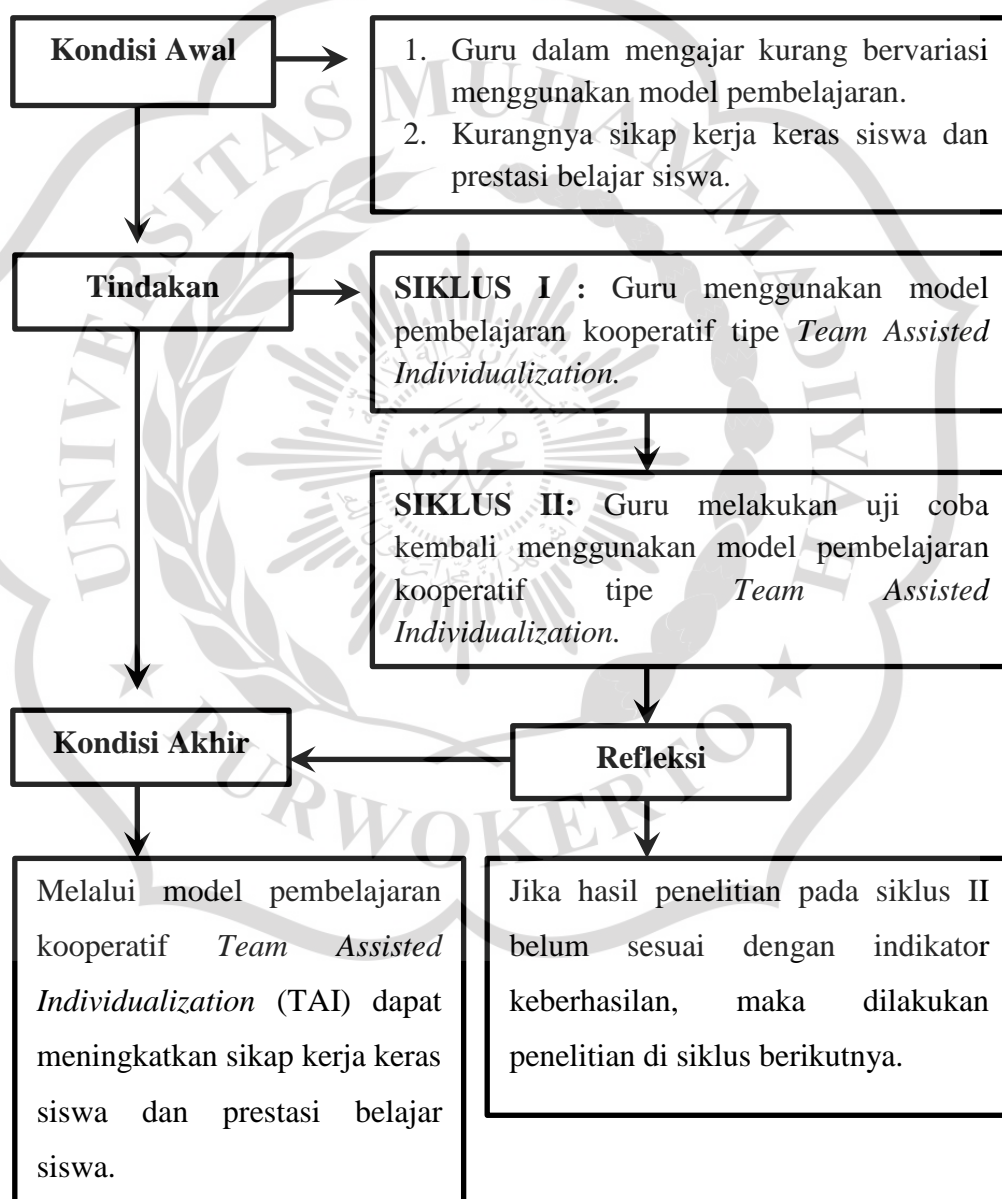 Kondisi Awal
1. Guru dalam mengajar kurang bervariasi
menggunakan model pembelajaran.
2. Kurangnya sikap kerja keras siswa dan
prestasi belajar siswa.
Tindakan
SIKLUS I : Guru menggunakan model
pembelajaran kooperatif tipe Team Assisted
Individualization.
SIKLUS II: Guru melakukan uji coba
kembali menggunakan model pembelajaran
kooperatif tipe Team Assisted
Individualization.
Kondisi Akhir
Refleksi
Melalui model pembelajaran
kooperatif Team Assisted
Individualization (TAI) dapat
meningkatkan sikap kerja keras
siswa dan prestasi belajar
siswa.
Jika hasil penelitian pada siklus II
belum sesuai dengan indikator
keberhasilan, maka dilakukan
penelitian di siklus berikutnya.
UNIVERSITAS MUHAMMADIYAH
PURWOKERTO